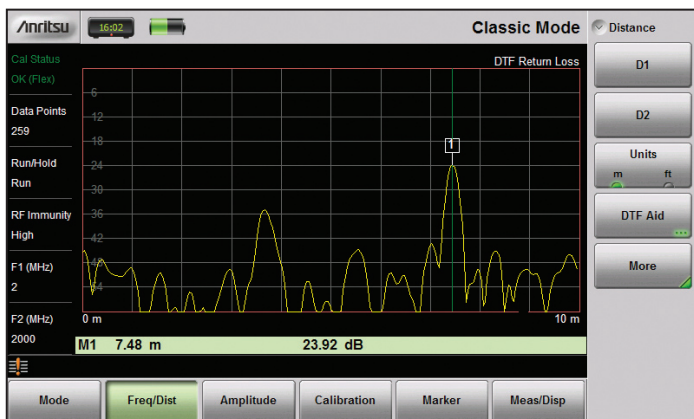 Anritsu
16:02
Classic Mode
Distance
Cal Status
OK (Flex)
DTF Return Loss
D1
Data Points
259
D2
Run/Hold
Run
Units
m ft
RF Immunity
High
DTF Aid
F1 (MHz)
2
More
F2 (MHz)
2000
6
12
18
24
30
36
42
54
1
0 m
10 m
M1 7.48 m 23.92 dB
Mode
Freq/Dist
Amplitude
Calibration
Marker
Meas/Disp